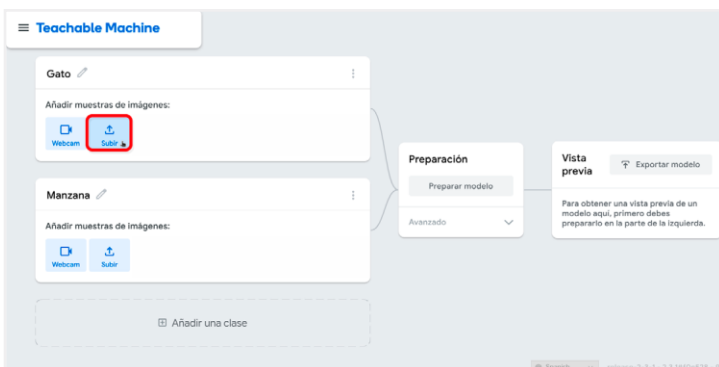 Teachable Machine
Gato
Añadir muestras de imágenes:
Webcam
Subir
Manzana
Añadir muestras de imágenes:
Webcam
Subir
Añadir una clase
Preparación
Preparar modelo
Avanzado
Vista
previa
Exportar modelo
Para obtener una vista previa de un
modelo aquí, primero debes
prepararlo en la parte de la izquierda.